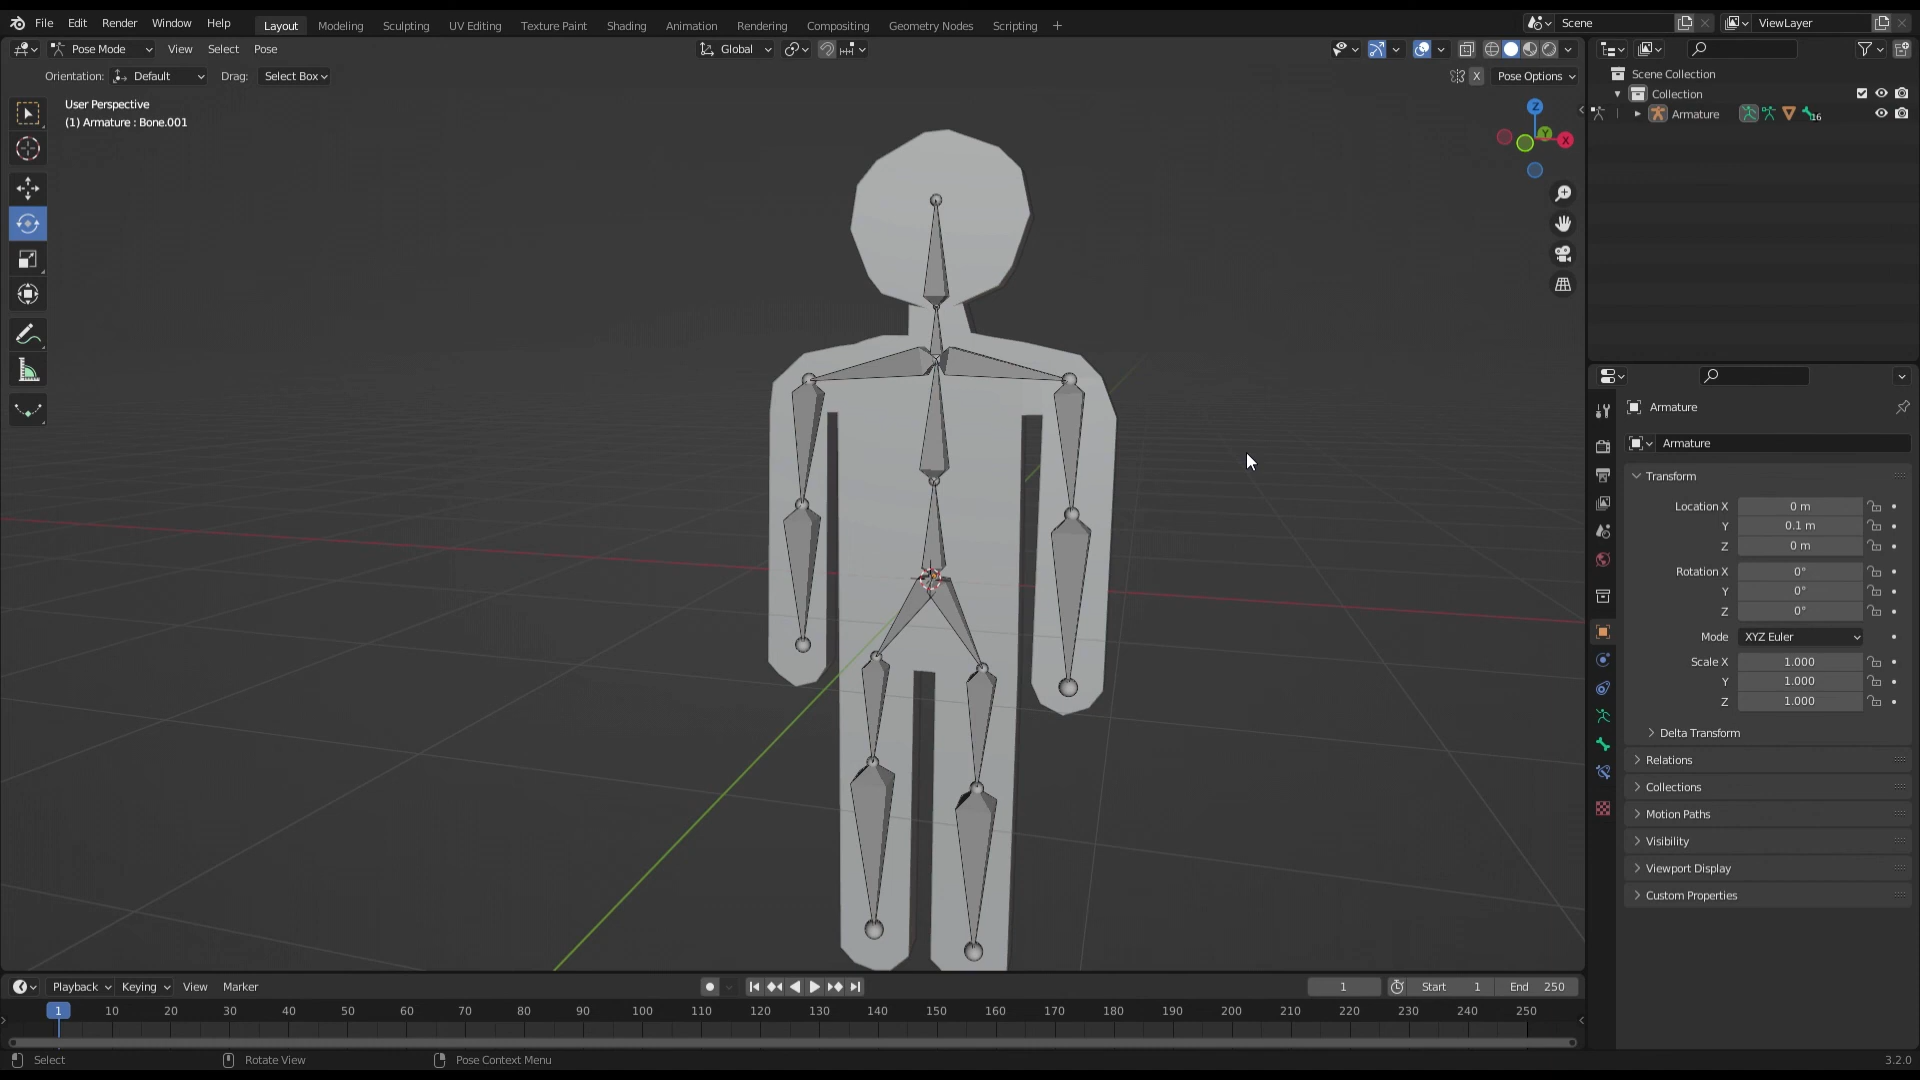 File Edit Render Window Help Layout Modeling Sculpting UV Editing Texture Paint Shading Animation Rendering Compositing Geometry Nodes Scripting + Scene ViewLayer
Pose Mode View Select Pose Global
Orientation: Default Drag: Select Box X Pose Options
User Perspective
(1) Armature : Bone.001
Z
Y
X
Scene Collection
Collection
Armature 16
Armature
Armature
Transform
Location X 0 m
Y 0.1 m
Z 0 m
Rotation X 0°
Y 0°
Z 0°
Mode XYZ Euler
Scale X 1.000
Y 1.000
Z 1.000
Delta Transform
Relations
Collections
Motion Paths
Visibility
Viewport Display
Custom Properties
Playback Keying View Marker 1 Start 1 End 250
1 10 20 30 40 50 60 70 80 90 100 110 120 130 140 150 160 170 180 190 200 210 220 230 240 250
Select Rotate View Pose Context Menu 3.2.0